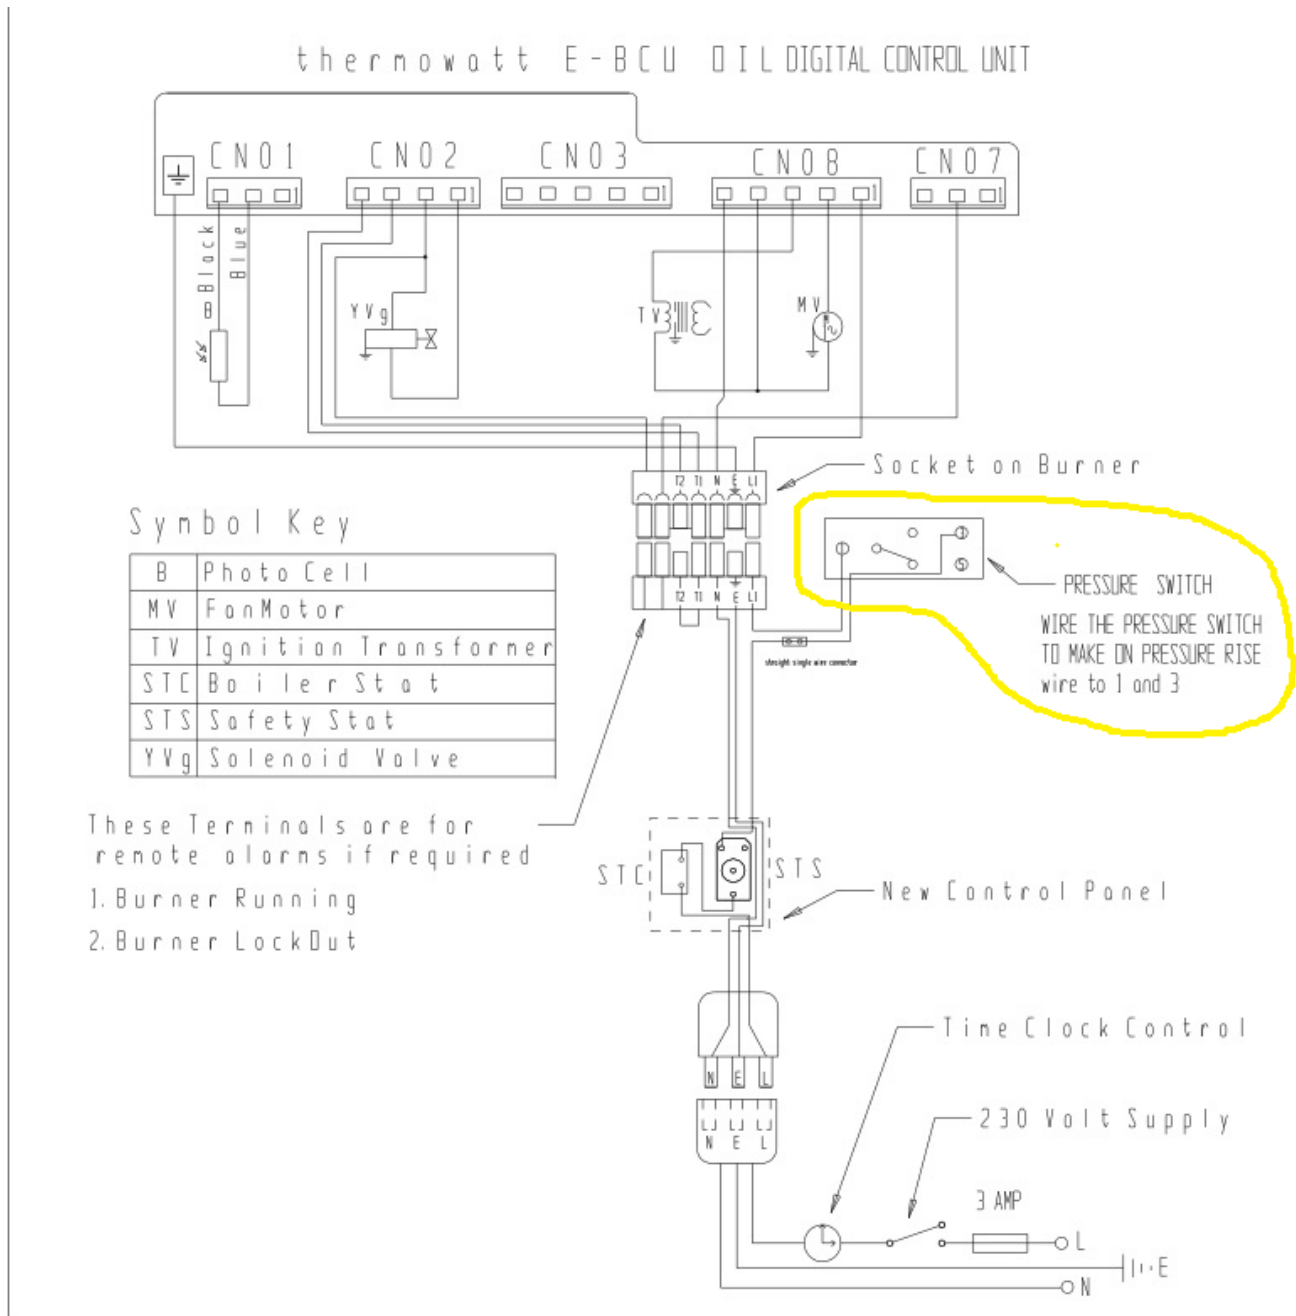 thermowatt E-BCU OIL DIGITAL CONTROL UNIT
CN01 CN02 CN03 CN08 CN07
1 1 1 1
Black
Blue
B
YVg
TV
MV
T2 T1 N E L1
Socket on Burner
Symbol Key
B Photo Cell
MV Fan Motor
TV Ignition Transformer
STC Boiler Stat
STS Safety Stat
YVg Solenoid Valve
T2 T1 N E L1
PRESSURE SWITCH
WIRE THE PRESSURE SWITCH
TO MAKE ON PRESSURE RISE
wire to 1 and 3
straight single wire connector
These Terminals are for
remote alarms if required
1. Burner Running
2. Burner LockOut
STC
STS
New Control Panel
N E L
Time Clock Control
230 Volt Supply
N E L
3 AMP
L
E
N